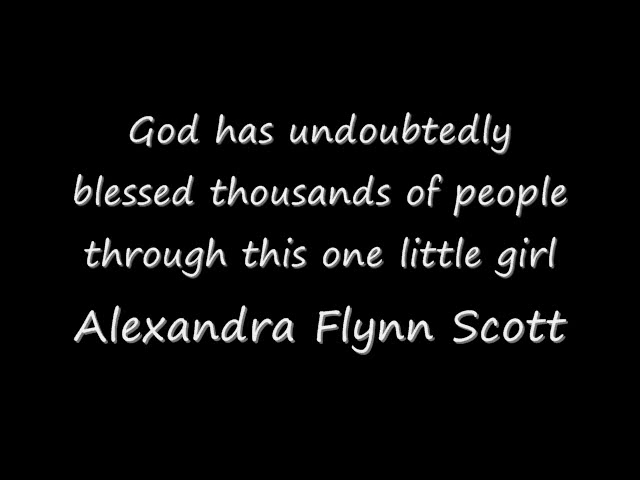 God has undoubtedly
blessed thousands of people
through this one little girl
Alexandra Flynn Scott